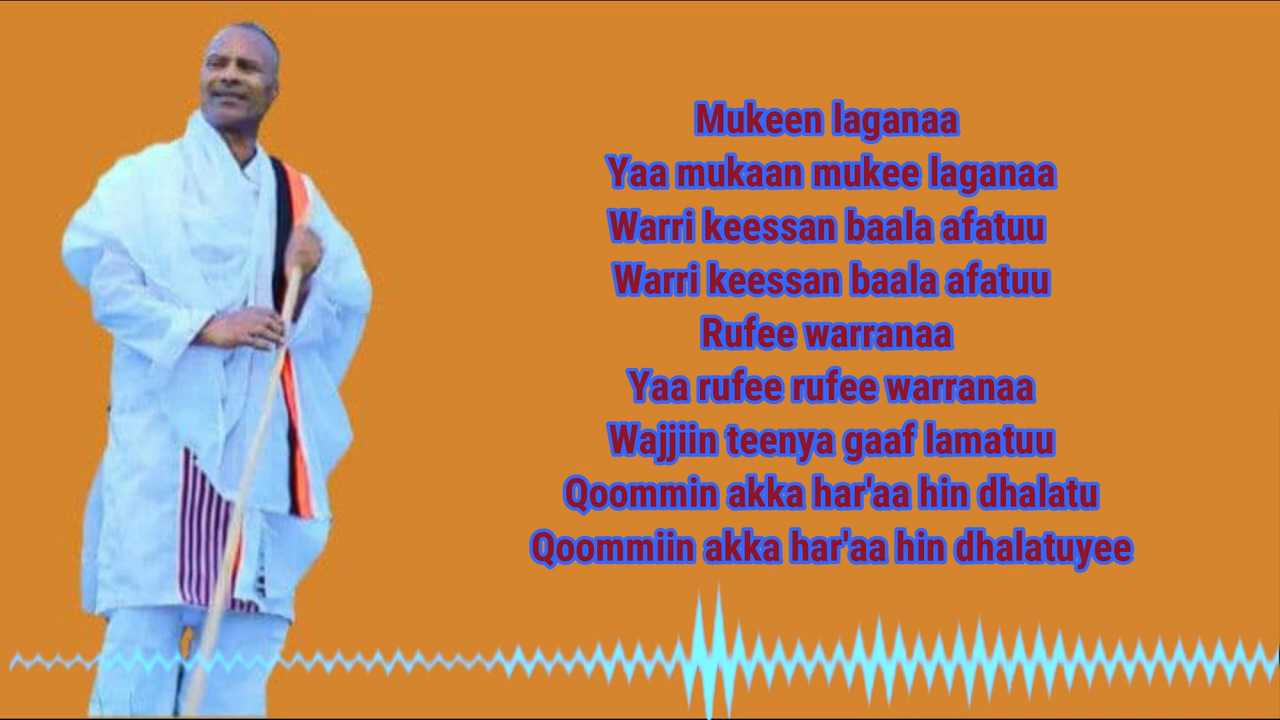 Mukeen laganaa
Yaa mukaan mukee laganaa
Warri keessan baala afatuu
Warri keessan baala afatuu
Rufee warranaa
Yaa rufee rufee warranaa
Wajjiin teenya gaaf lamatuu
Qoommin akka har'aa hin dhalatu
Qoommiin akka har'aa hin dhalatuyee